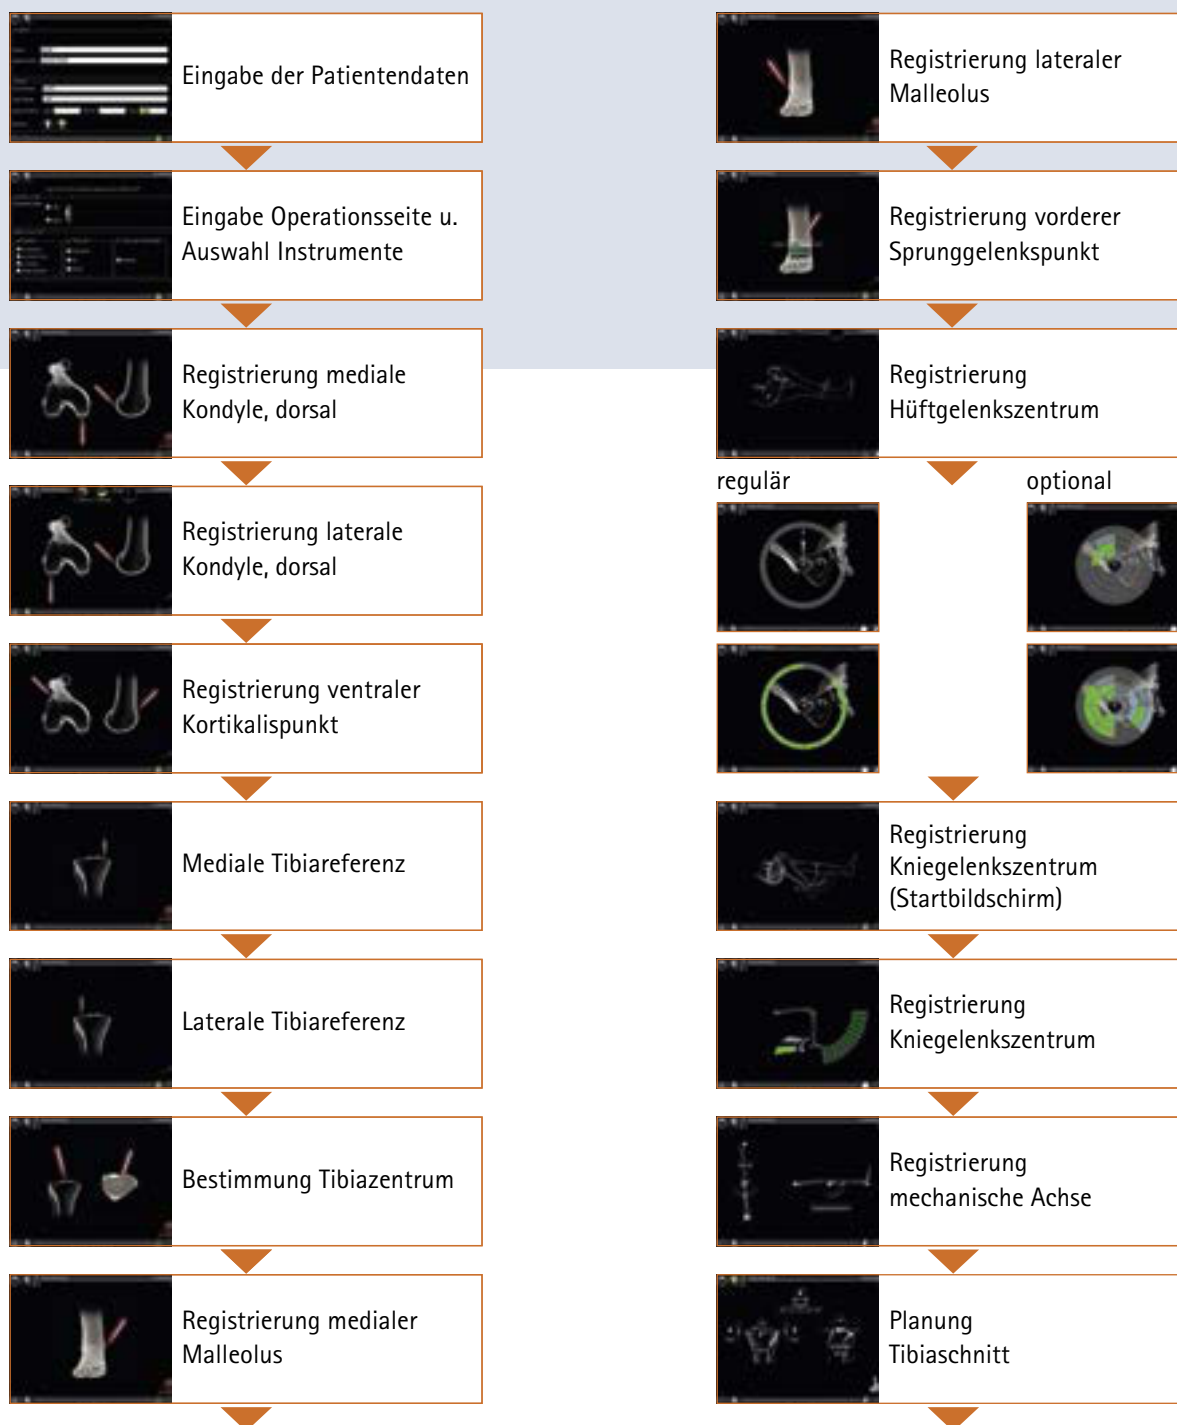 Eingabe der Patientendaten
Eingabe Operationsseite u.
Auswahl Instrumente
Registrierung mediale
Kondyle, dorsal
Registrierung laterale
Kondyle, dorsal
Registrierung ventraler
Kortikalispunkt
Mediale Tibiareferenz
Laterale Tibiareferenz
Bestimmung Tibiazentrum
Registrierung medialer
Malleolus
Registrierung lateraler
Malleolus
Registrierung vorderer
Sprunggelenkspunkt
Registrierung
Hüftgelenkszentrum
regulär
optional
Registrierung
Kniegelenkszentrum
(Startbildschirm)
Registrierung
Kniegelenkszentrum
Registrierung
mechanische Achse
Planung
Tibiaschnitt